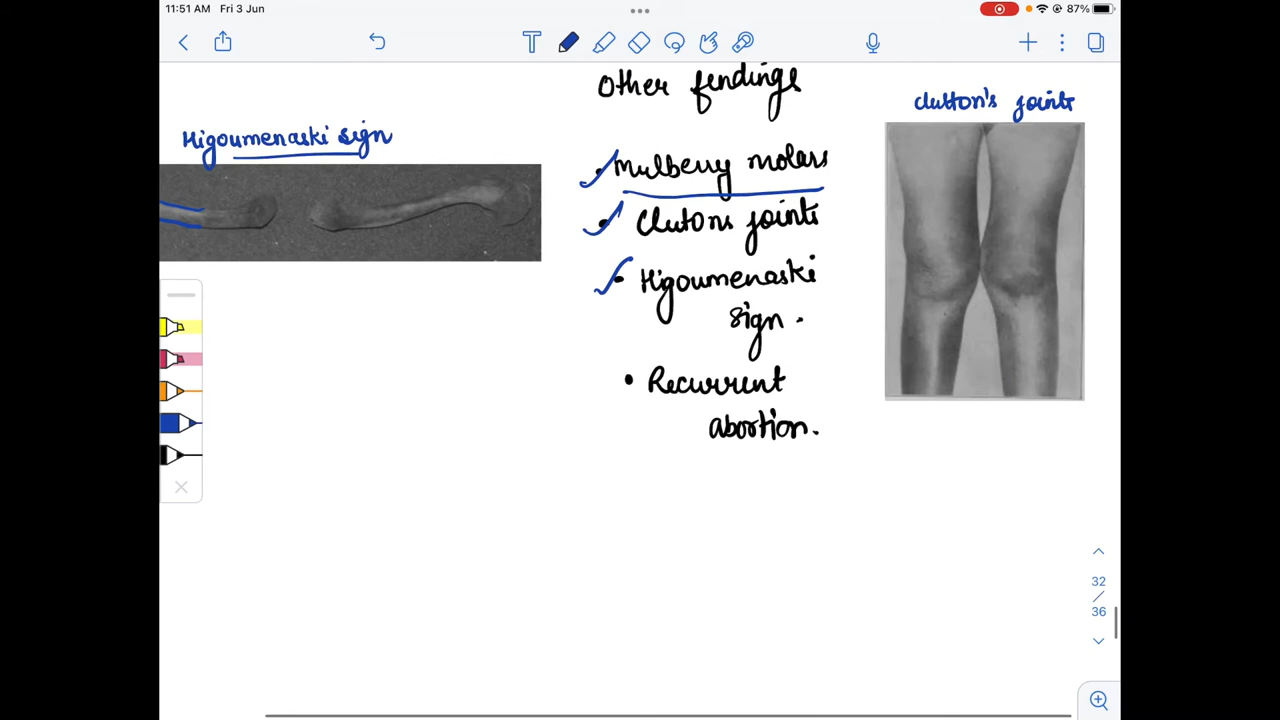 11:51 AM Fri 3 Jun
87%
Other fendings
Clutton's joints
Higoumenaski sign
Mulberry molars
Clutons joints
Higoumenaski
sign.
Recurrent
abortion.
32
36